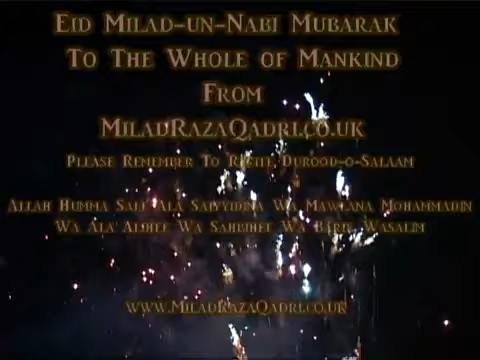 Eid Milad-un-Nabi Mubarak
To The Whole of Mankind
From
MiladRazaQadri.co.uk
Please Remember To Recite Durood-o-Salaam
Allah Humma Salli Ala Sayyidina Wa Mawlana Mohammadin
Wa Ala Aalihee Wa Sahbihee Wa Barik Wasalim
www.MiladRazaQadri.co.uk